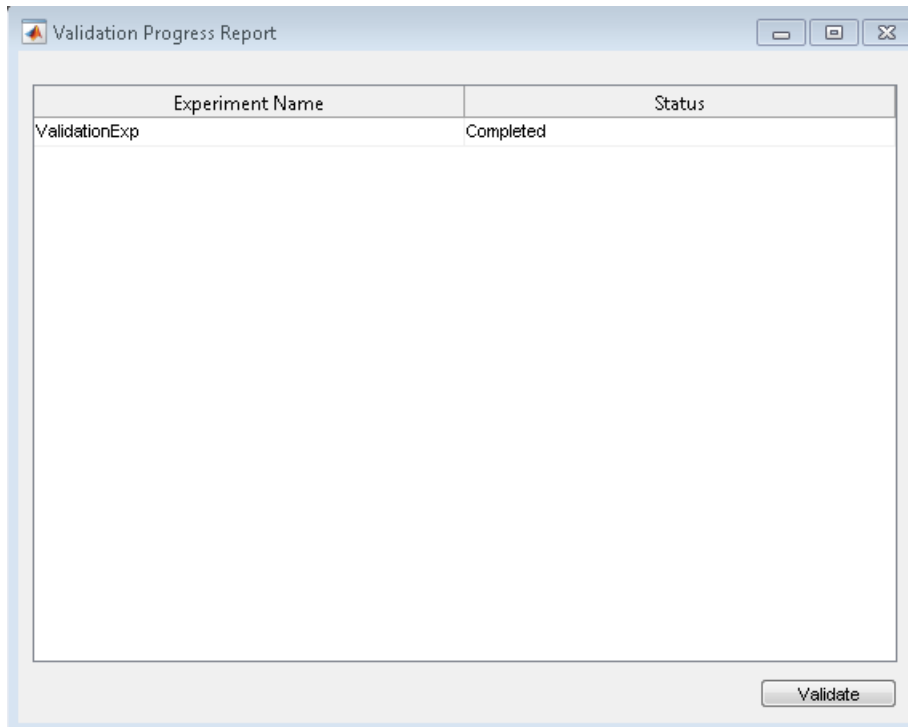 Validation Progress Report
Experiment Name Status
ValidationExp Completed
Validate